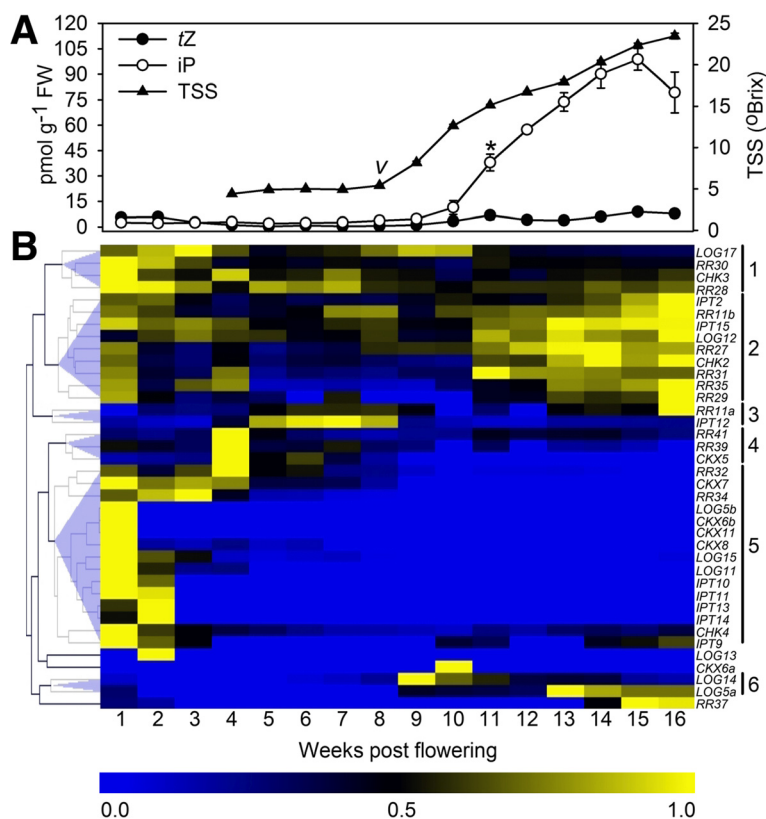 A
120
105
90
75
60
45
30
15
0
pmol g⁻¹ FW
tZ
iP
TSS
v
*
25
20
15
10
5
0
TSS (ᴼBrix)
B
LOG17
RR30
CHK3
RR28
IPT2
RR11b
IPT15
LOG12
RR27
CHK2
RR31
RR35
RR29
RR11a
IPT12
RR41
RR39
CKX5
RR32
CKX7
RR34
LOG5b
CKX6b
CKX11
CKX8
LOG15
LOG11
IPT10
IPT11
IPT13
IPT14
CHK4
IPT9
LOG13
CKX6a
LOG14
LOG5a
RR37
1
2
3
4
5
6
1 2 3 4 5 6 7 8 9 10 11 12 13 14 15 16
Weeks post flowering
0.0 0.5 1.0